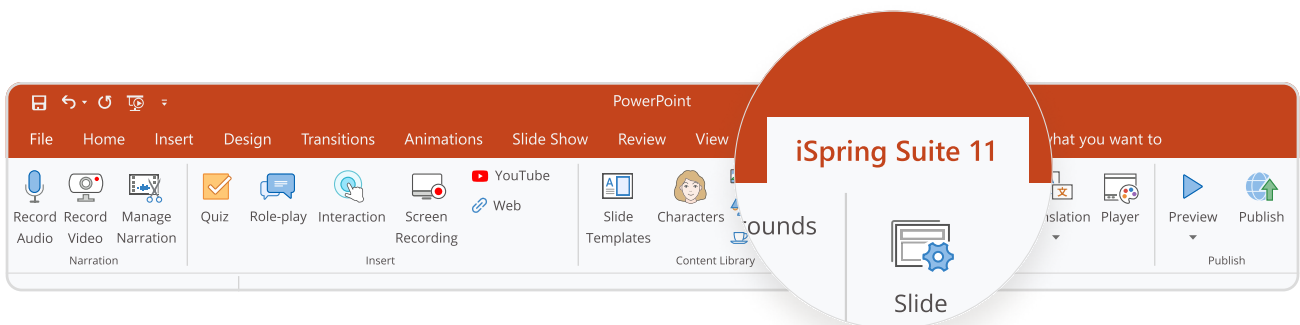 PowerPoint
File Home Insert Design Transitions Animations Slide Show Review View iSpring Suite 11 what you want to
Record Audio
Record Video
Manage Narration
Narration
Quiz
Role-play
Interaction
Screen Recording
YouTube
Web
Insert
Slide Templates
Characters
ounds
Content Library
Slide
nslation
Player
Preview
Publish
Publish